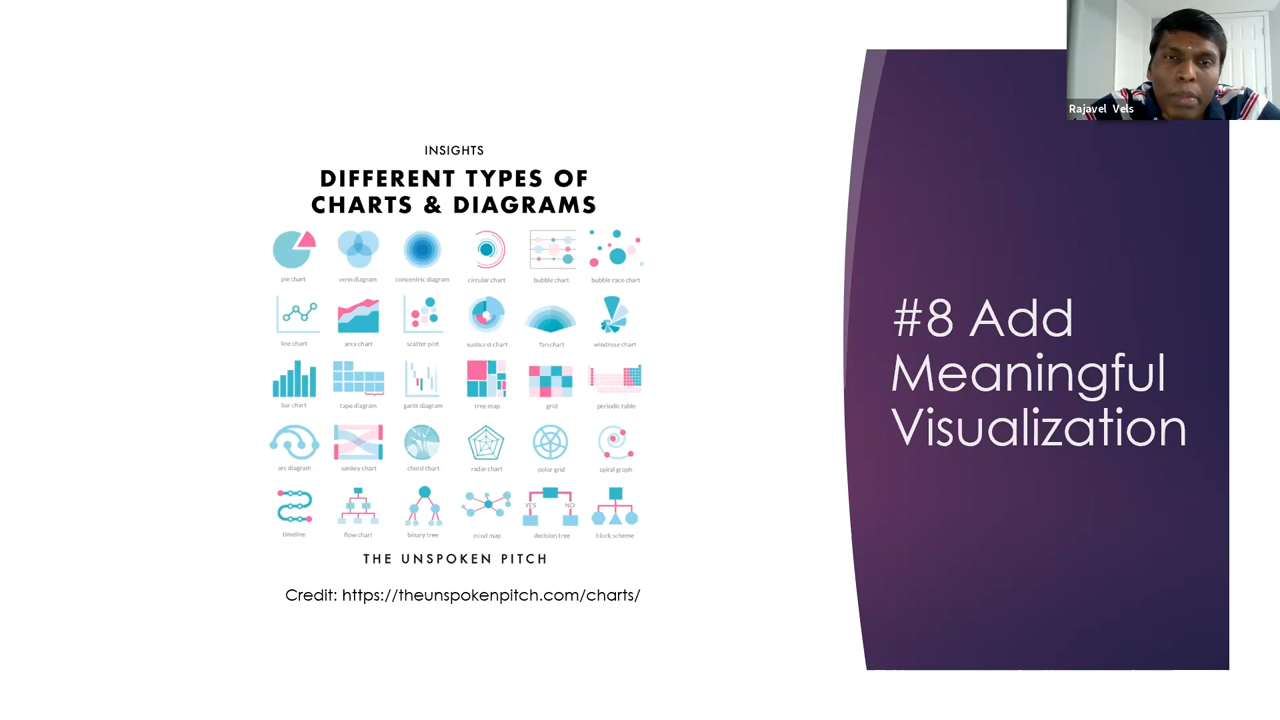 Rajavel Vels
INSIGHTS
DIFFERENT TYPES OF
CHARTS & DIAGRAMS
pie chart
venn diagram
concentric diagram
circular chart
bubble chart
bubble race chart
line chart
area chart
scatter plot
sunburst chart
fan chart
windrose chart
bar chart
tape diagram
gantt diagram
tree map
grid
periodic table
arc diagram
sankey chart
chord chart
radar chart
polar grid
spiral graph
YES
NO
timeline
flow chart
binary tree
mind map
decision tree
block scheme
THE UNSPOKEN PITCH
Credit: https://theunspokenpitch.com/charts/
#8 Add
Meaningful
Visualization